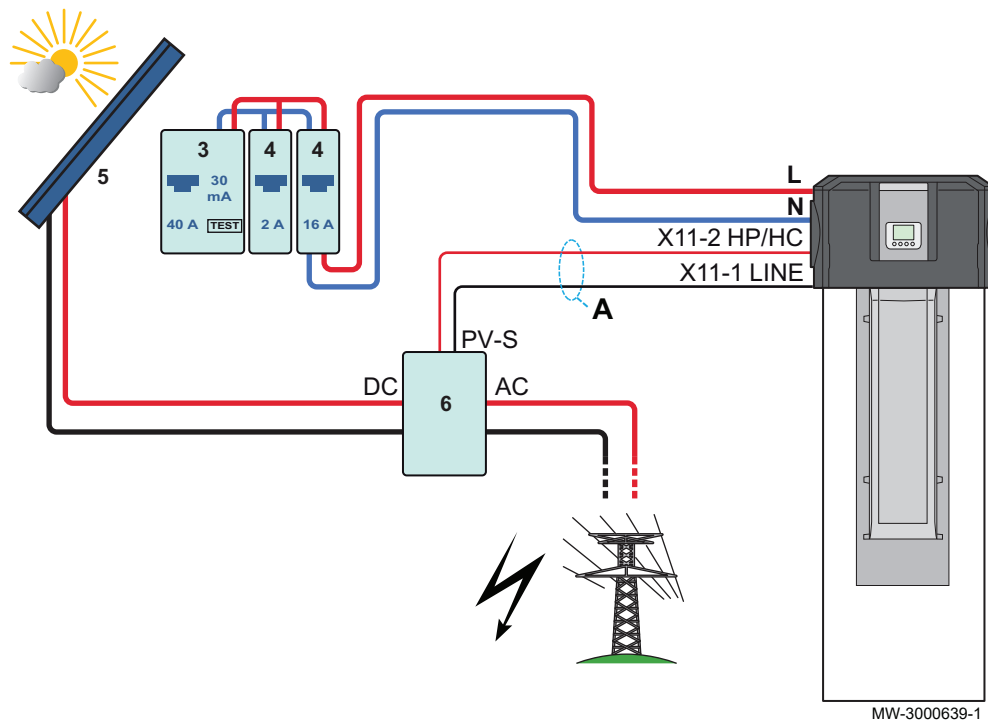 3
4
4
30
mA
40 A
TEST
2 A
16 A
5
L
N
X11-2 HP/HC
X11-1 LINE
A
PV-S
DC
6
AC
MW-3000639-1